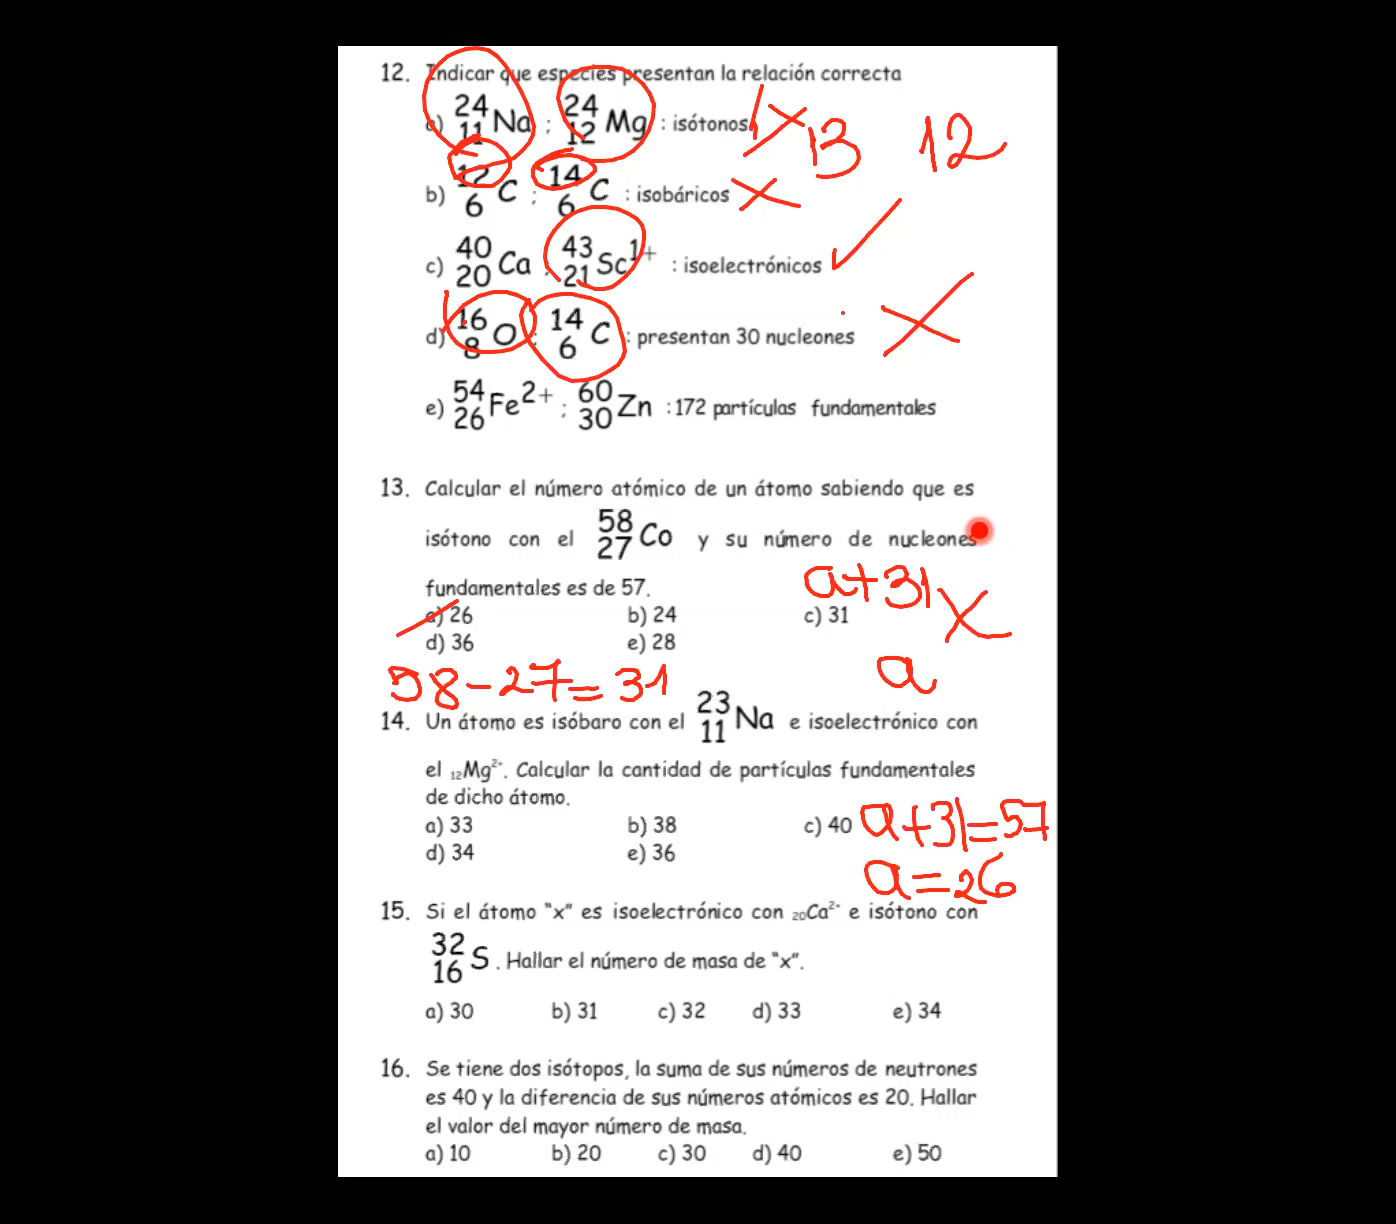 12. Indicar que especies presentan la relación correcta
a) 24 11 Na ; 24 12 Mg : isótonos 13 12
b) 12 6 C ; 14 6 C : isobáricos
c) 40 20 Ca ; 43 21 Sc 1+ : isoelectrónicos
d) 16 8 O ; 14 6 C : presentan 30 nucleones
e) 54 26 Fe 2+ ; 60 30 Zn : 172 partículas fundamentales
13. Calcular el número atómico de un átomo sabiendo que es
isótono con el 58 27 Co y su número de nucleones
fundamentales es de 57.
a+31
a) 26 b) 24 c) 31
x
d) 36 e) 28
58-27=31
a
14. Un átomo es isóbaro con el 23 11 Na e isoelectrónico con
el 12Mg2+. Calcular la cantidad de partículas fundamentales
de dicho átomo.
a) 33 b) 38 c) 40
a+31=57
d) 34 e) 36
a=26
15. Si el átomo "x" es isoelectrónico con 20Ca2+ e isótono con
32 16 S . Hallar el número de masa de "x".
a) 30 b) 31 c) 32 d) 33 e) 34
16. Se tiene dos isótopos, la suma de sus números de neutrones
es 40 y la diferencia de sus números atómicos es 20. Hallar
el valor del mayor número de masa.
a) 10 b) 20 c) 30 d) 40 e) 50